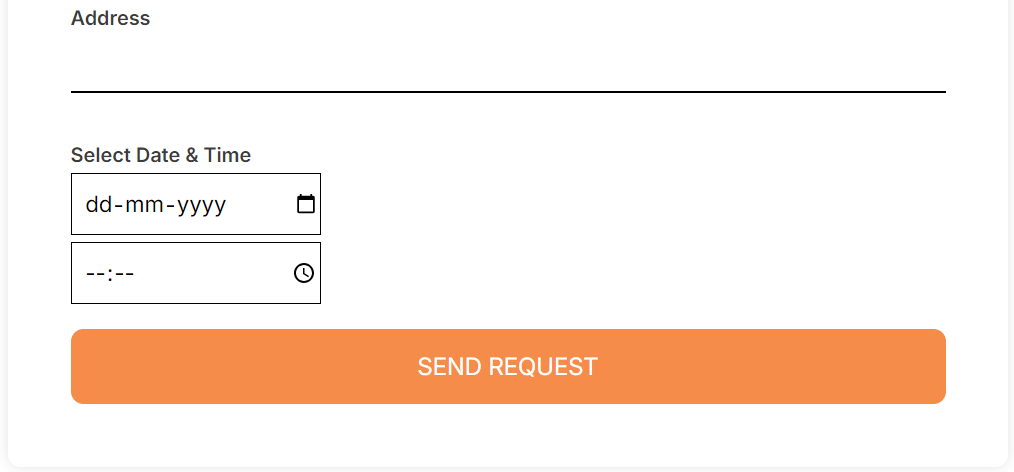 Address
Select Date & Time
dd-mm-yyyy
--:--
SEND REQUEST